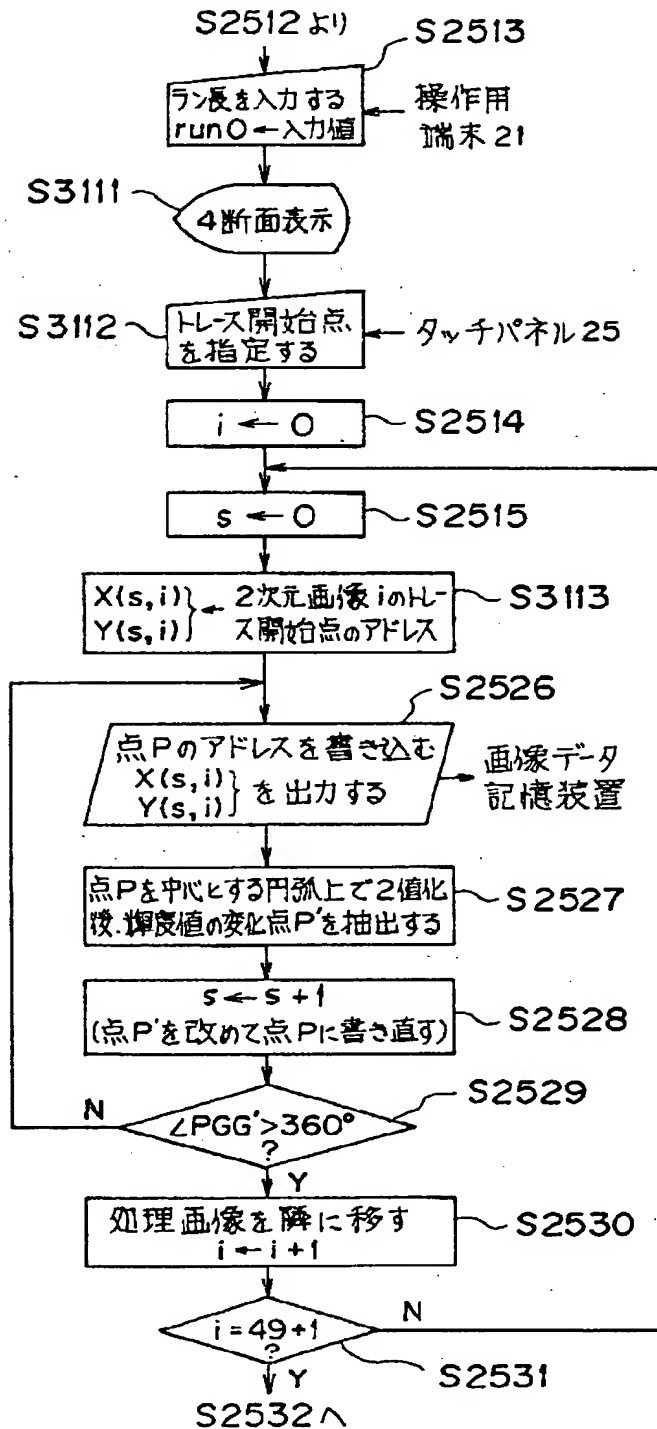 S2512より
S2513
ラン長を入力する
run0←入力値
操作用
端末21
S3111
4断面表示
S3112
トレース開始点
を指定する
タッチパネル25
i ← 0
S2514
s ← 0
S2515
X(s,i)
Y(s,i)
← 2次元画像iのトレー
ス開始点のアドレス
S3113
S2526
点Pのアドレスを書き込む
X(s,i)
Y(s,i)
を出力する
画像データ
記憶装置
点Pを中心とする円弧上で2値化
後、輝度値の変化点P'を抽出する
S2527
s ← s+1
(点P'を改めて点Pに書き直す)
S2528
S2529
N
∠PGG'>360°
?
Y
処理画像を隣に移す
i ← i+1
S2530
N
i=49+1
?
S2531
Y
S2532へ